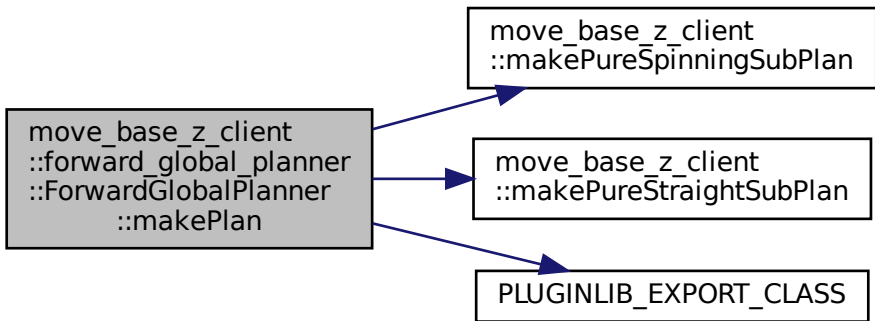 move_base_z_client
::forward_global_planner
::ForwardGlobalPlanner
::makePlan
move_base_z_client
::makePureSpinningSubPlan
move_base_z_client
::makePureStraightSubPlan
PLUGINLIB_EXPORT_CLASS